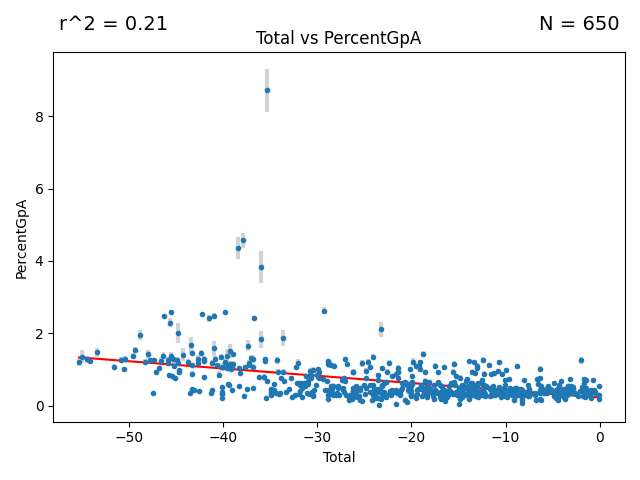 r^2 = 0.21
N = 650
Total vs PercentGpA
PercentGpA
8
6
4
2
0
−50
−40
−30
−20
−10
0
Total